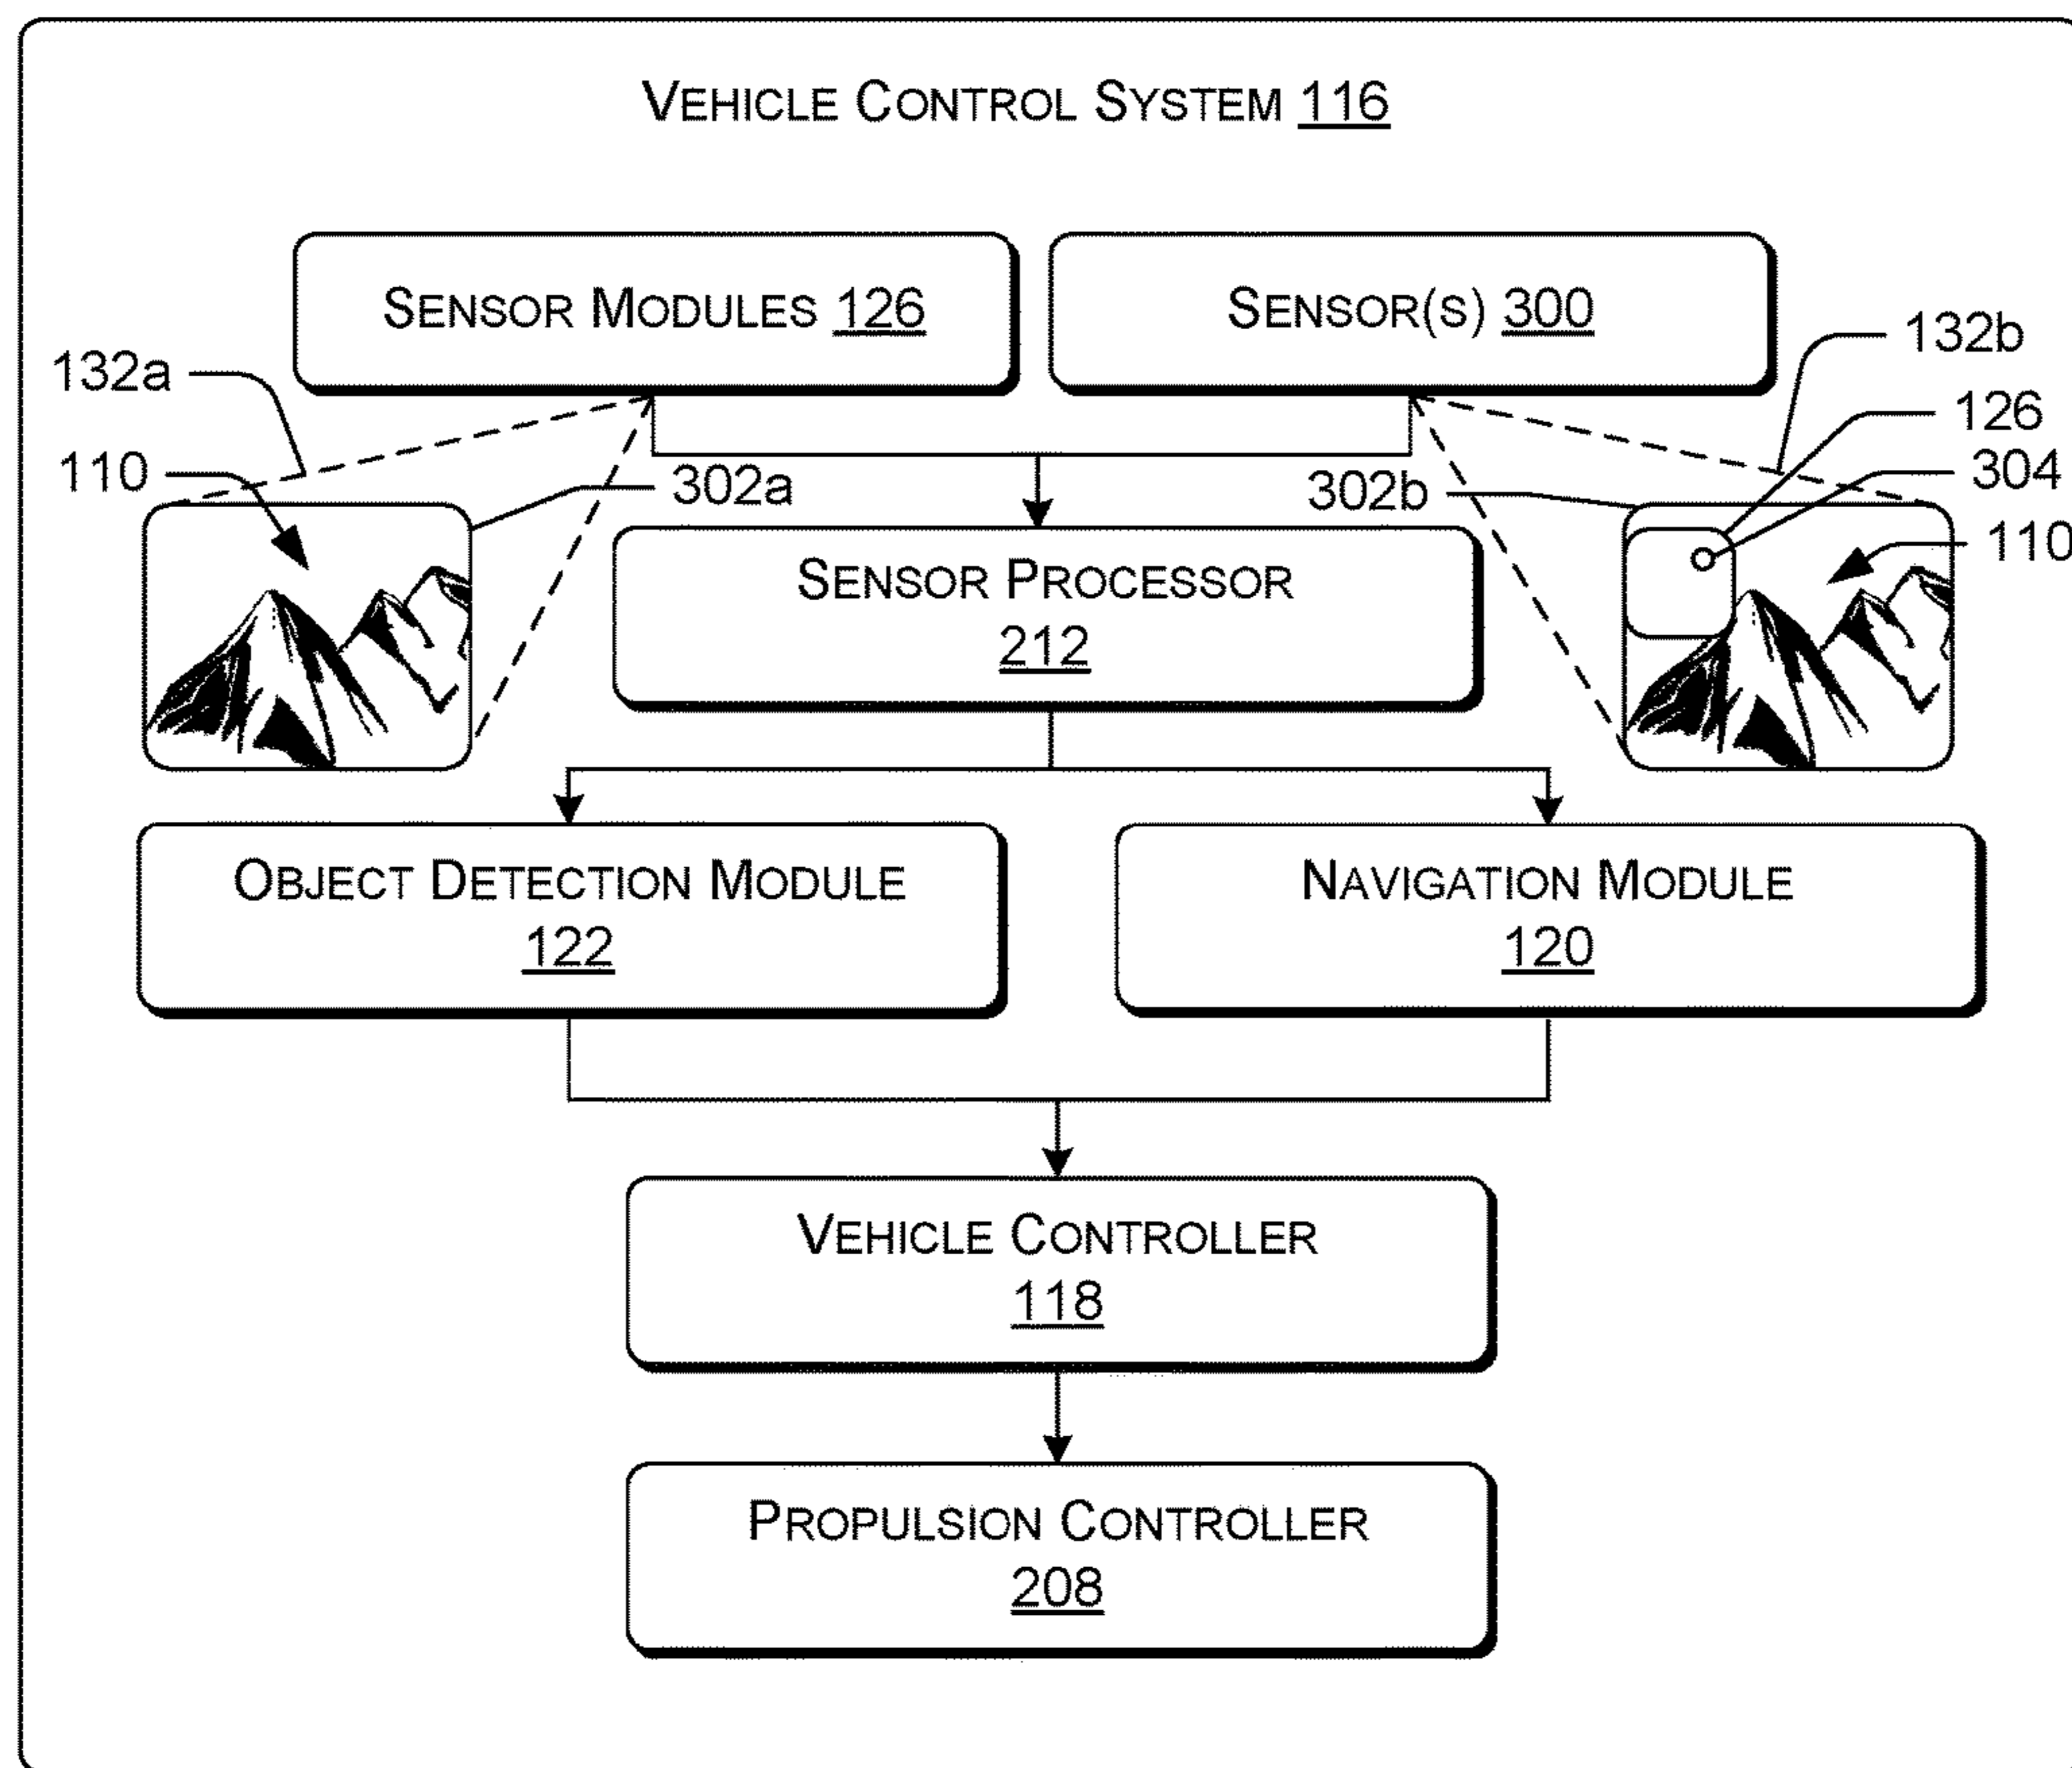 VEHICLE CONTROL SYSTEM 116
SENSOR MODULES 126
SENSOR(S) 300
132a
132b
126
110
302a
302b
304
110
SENSOR PROCESSOR
212
OBJECT DETECTION MODULE
122
NAVIGATION MODULE
120
VEHICLE CONTROLLER
118
PROPULSION CONTROLLER
208